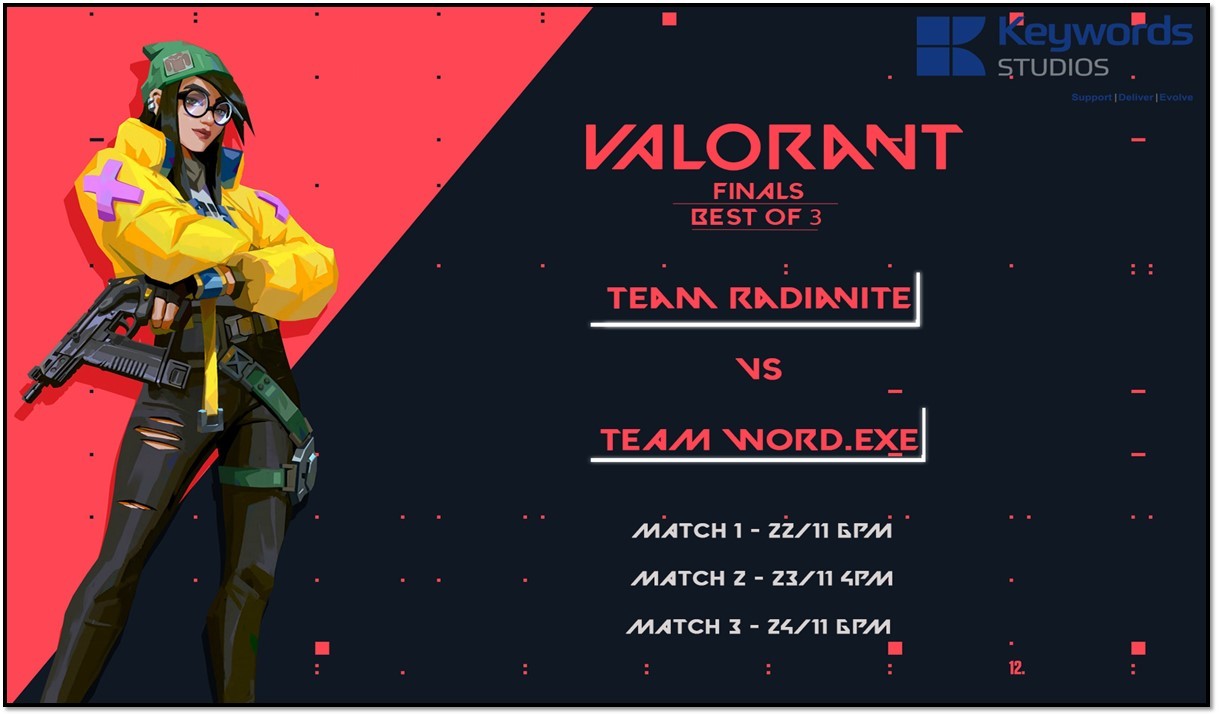 Keywords
STUDIOS
Support | Deliver | Evolve
VALORANT
FINALS
BEST OF 3
TEAM RADIANITE
VS
TEAM WORD.EXE
MATCH 1 - 22/11 6PM
MATCH 2 - 23/11 4PM
MATCH 3 - 24/11 6PM
12.